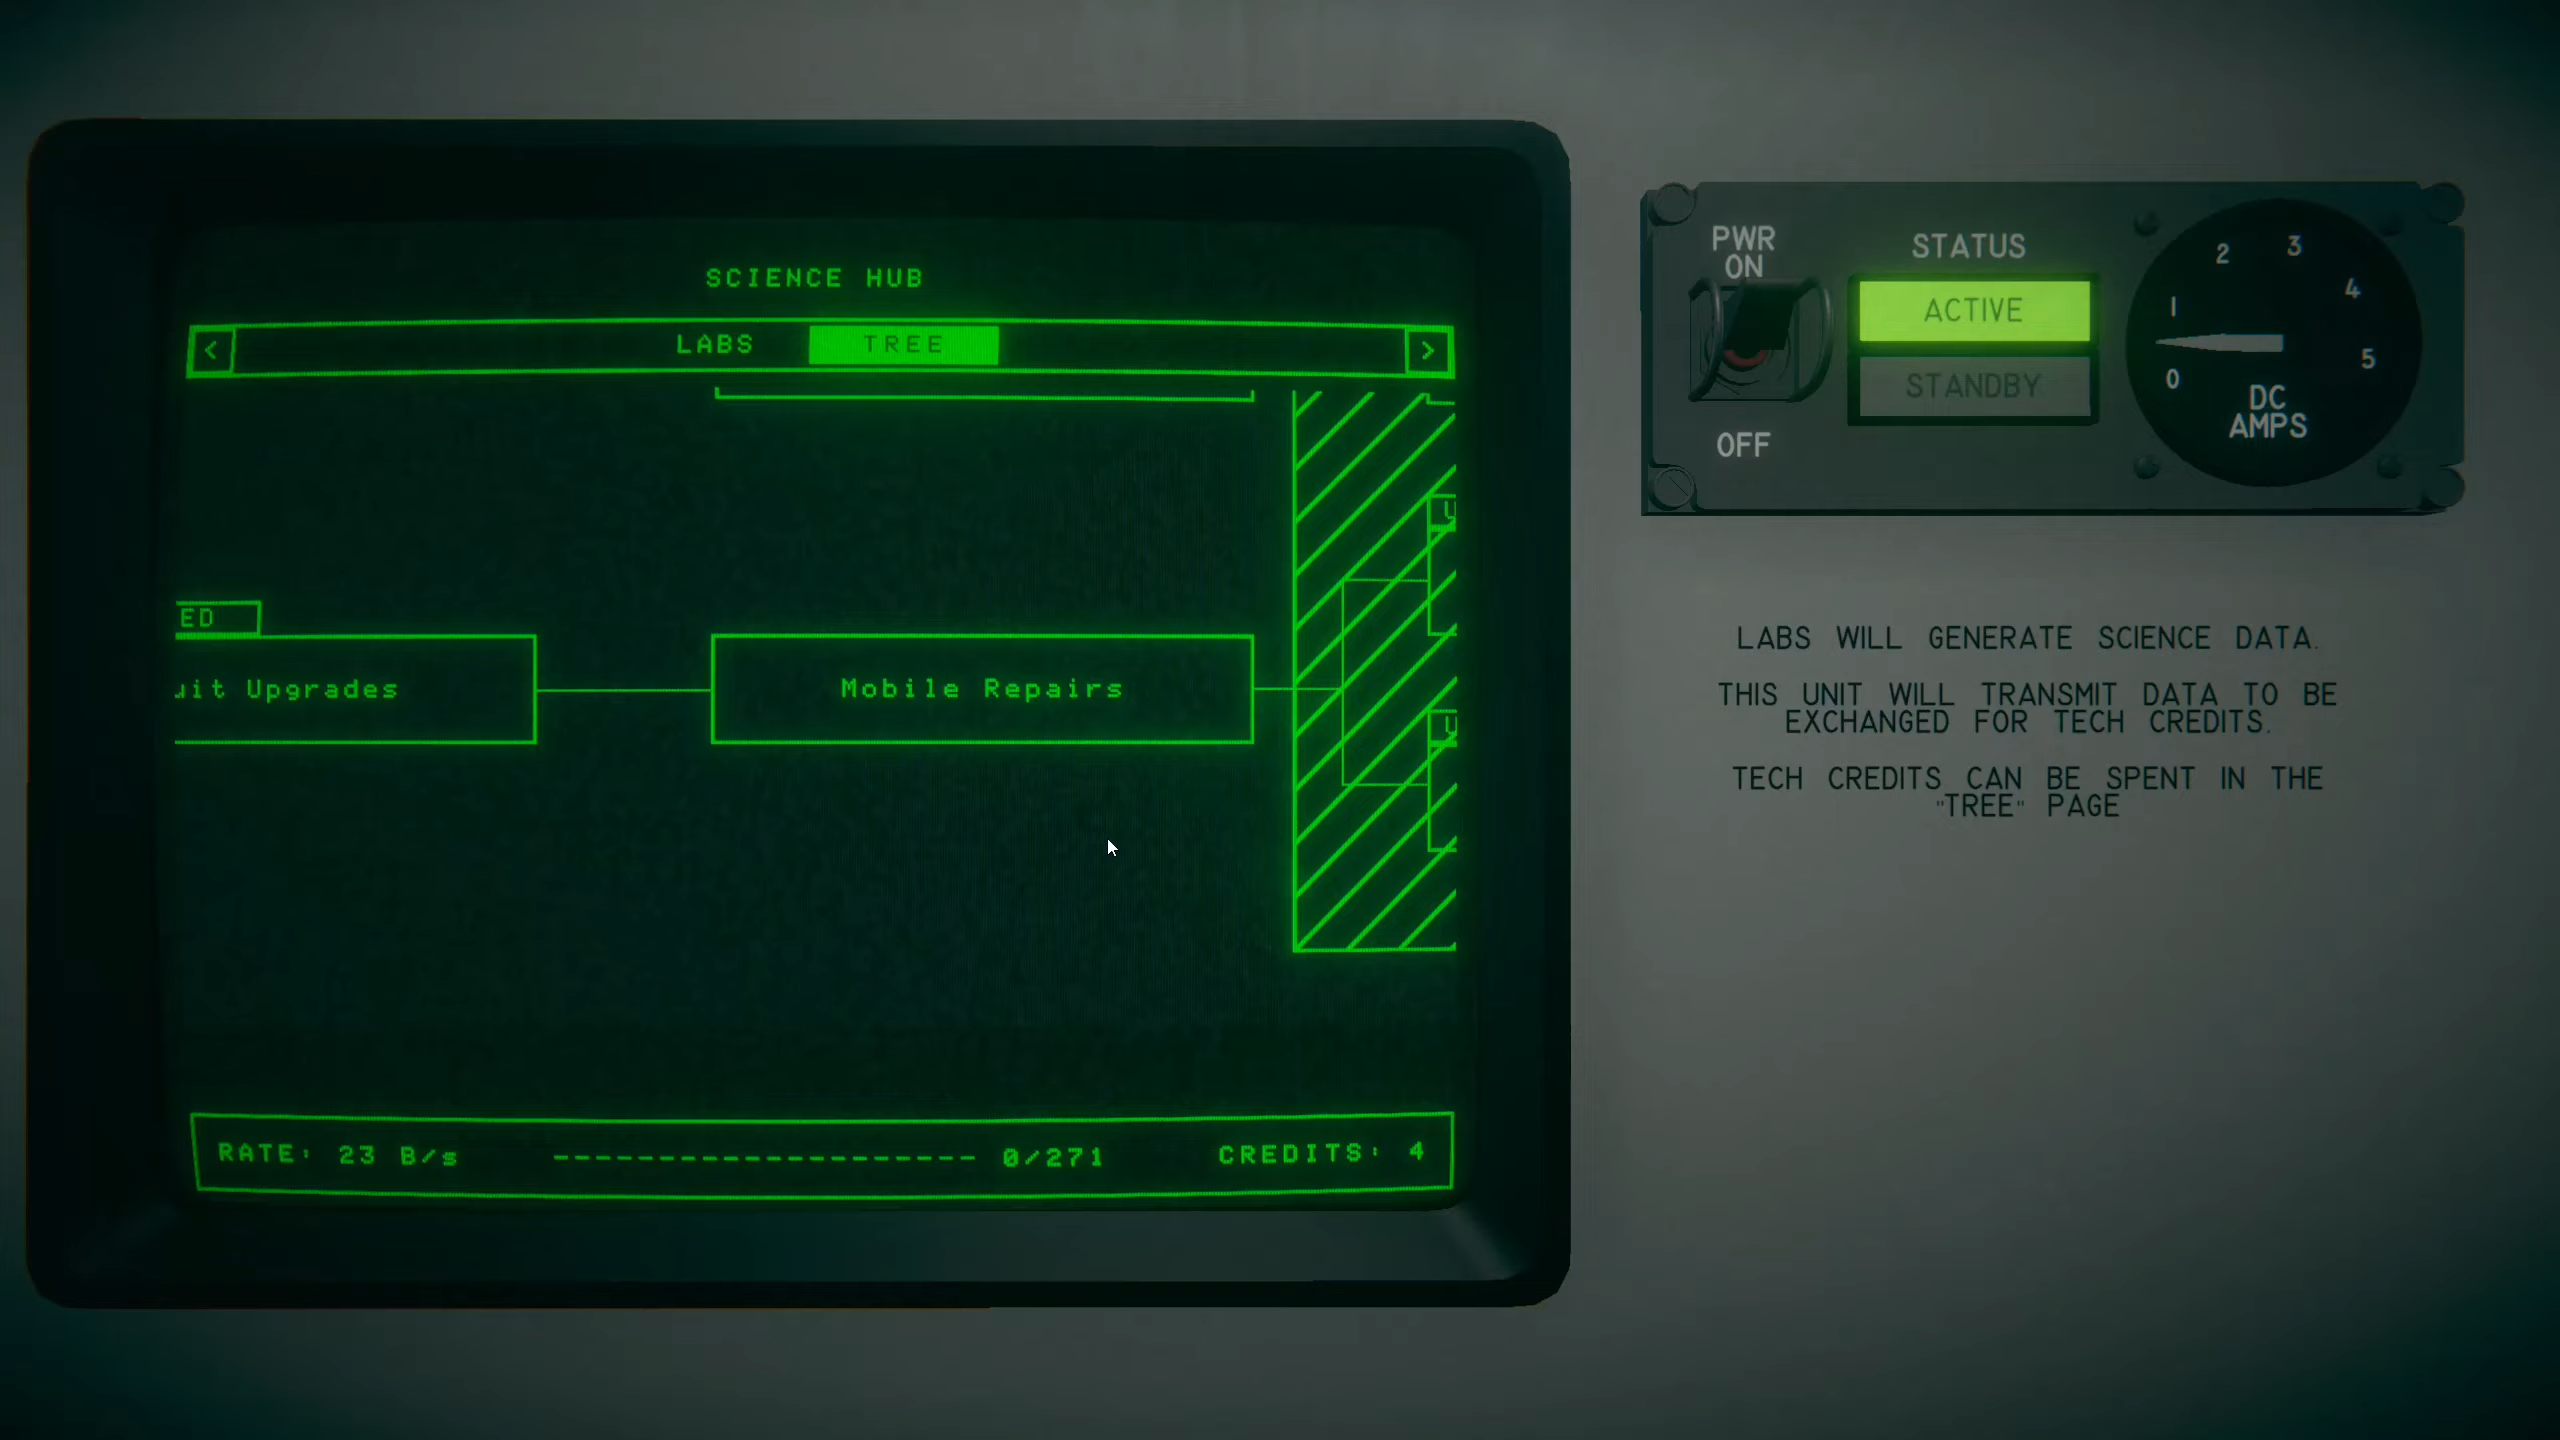 SCIENCE HUB
< LABS TREE >
ED
uit Upgrades
Mobile Repairs
U
U
RATE: 23 B/s -------------------- 0/271 CREDITS: 4
PWR
ON
OFF
STATUS
ACTIVE
STANDBY
0 1 2 3 4 5
DC
AMPS
LABS WILL GENERATE SCIENCE DATA.
THIS UNIT WILL TRANSMIT DATA TO BE
EXCHANGED FOR TECH CREDITS.
TECH CREDITS CAN BE SPENT IN THE
"TREE" PAGE